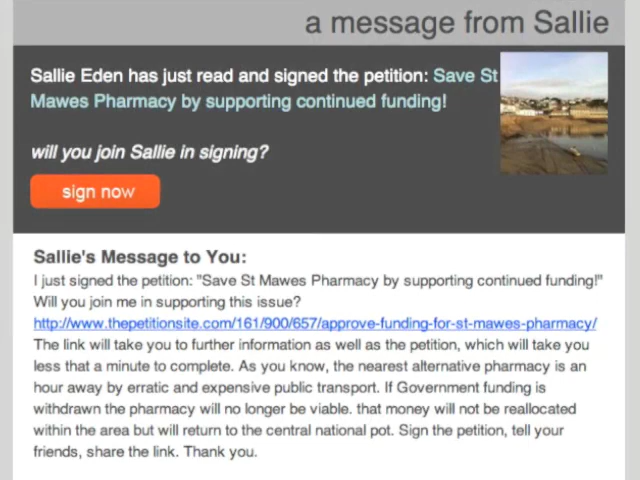 a message from Sallie
Sallie Eden has just read and signed the petition: Save St
Mawes Pharmacy by supporting continued funding!
will you join Sallie in signing?
sign now
Sallie's Message to You:
I just signed the petition: "Save St Mawes Pharmacy by supporting continued funding!"
Will you join me in supporting this issue?
http://www.thepetitionsite.com/161/900/657/approve-funding-for-st-mawes-pharmacy/
The link will take you to further information as well as the petition, which will take you
less that a minute to complete. As you know, the nearest alternative pharmacy is an
hour away by erratic and expensive public transport. If Government funding is
withdrawn the pharmacy will no longer be viable. that money will not be reallocated
within the area but will return to the central national pot. Sign the petition, tell your
friends, share the link. Thank you.